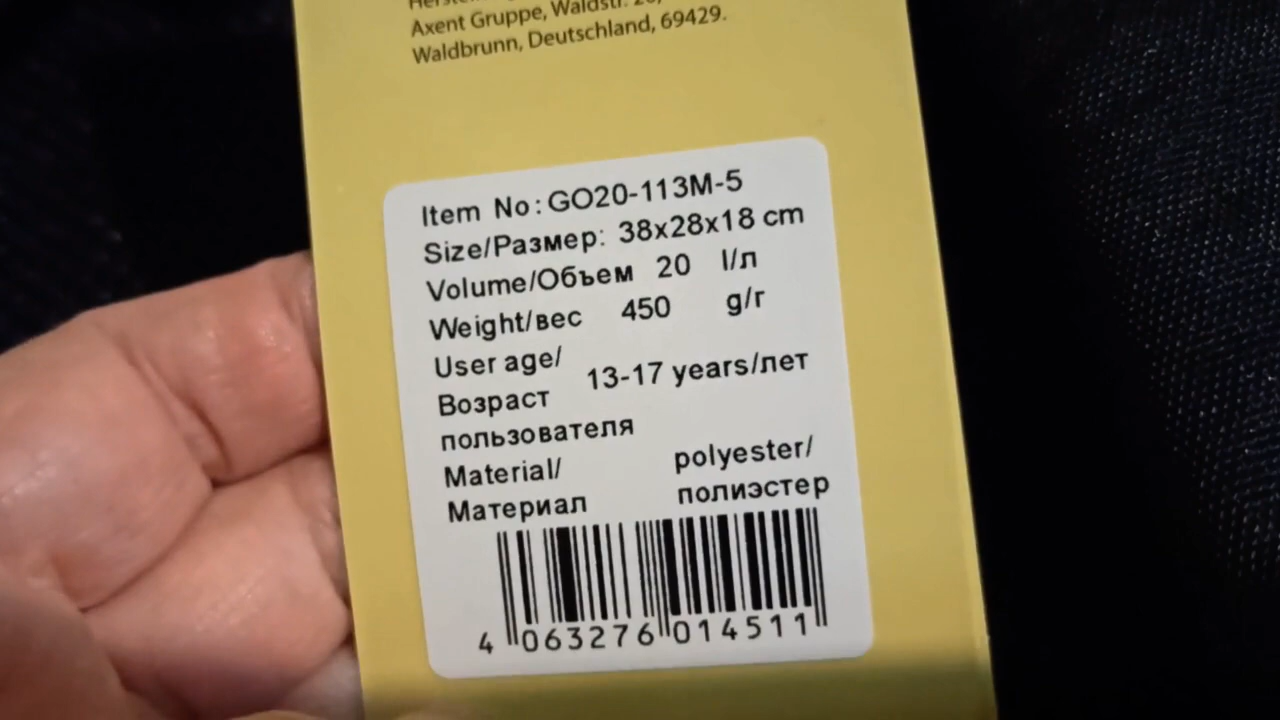 Axent Gruppe, Waldstr.
Waldbrunn, Deutschland, 69429.
Item No: GO20-113M-5
Size/Размер: 38x28x18 cm
Volume/Объем 20 l/л
Weight/вес 450 g/г
User age/
Возраст
пользователя
13-17 years/лет
Material/
Материал
polyester/
полиэстер
4 063276 014511